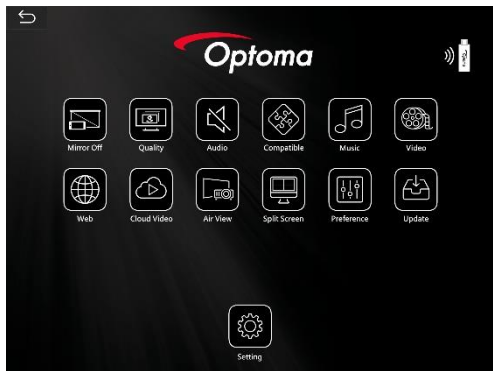 Optoma
Mirror Off Quality Audio Compatible Music Video
Web Cloud Video Air View Split Screen Preference Update
Setting